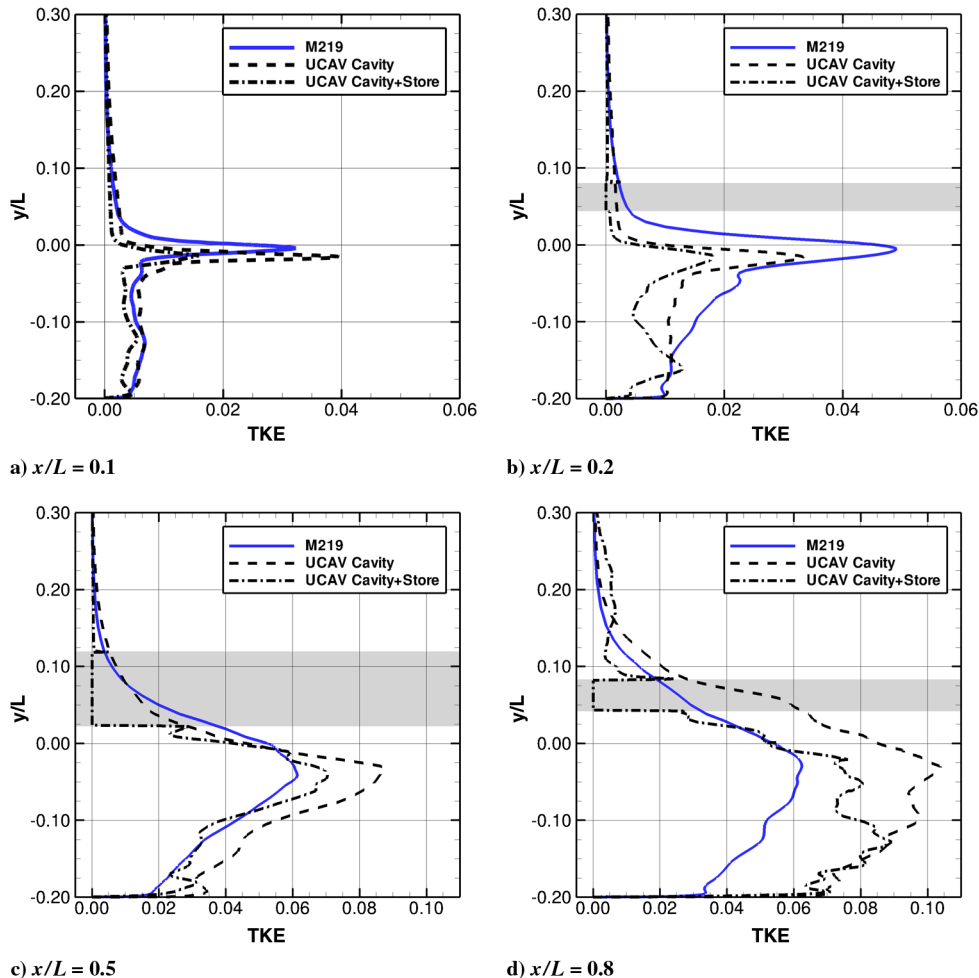 0.30
M219
UCAV Cavity
UCAV Cavity+Store
0.20
0.10
y/L
0.00
-0.10
-0.20
0.00 0.02 0.04 0.06
TKE
a) x/L = 0.1
0.30
M219
UCAV Cavity
UCAV Cavity+Store
0.20
0.10
y/L
0.00
-0.10
-0.20
0.00 0.02 0.04 0.06
TKE
b) x/L = 0.2
0.30
M219
UCAV Cavity
UCAV Cavity+Store
0.20
0.10
y/L
0.00
-0.10
-0.20
0.00 0.02 0.04 0.06 0.08 0.10
TKE
c) x/L = 0.5
0.30
M219
UCAV Cavity
UCAV Cavity+Store
0.20
0.10
y/L
0.00
-0.10
-0.20
0.00 0.02 0.04 0.06 0.08 0.10
TKE
d) x/L = 0.8